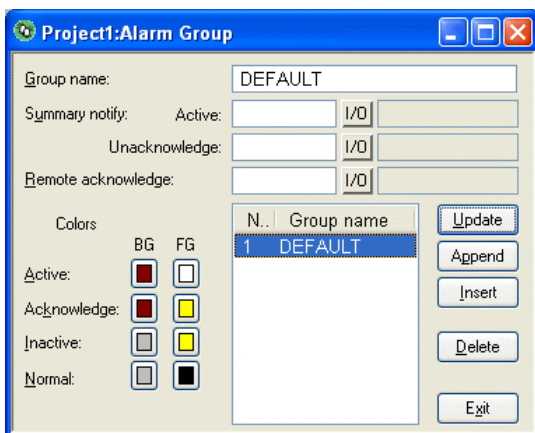 Project1:Alarm Group
Group name: DEFAULT
Summary notify: Active: I/O
Unacknowledge: I/O
Remote acknowledge: I/O
Colors
BG FG
Active:
Acknowledge:
Inactive:
Normal:
N.. Group name
1 DEFAULT
Update
Append
Insert
Delete
Exit